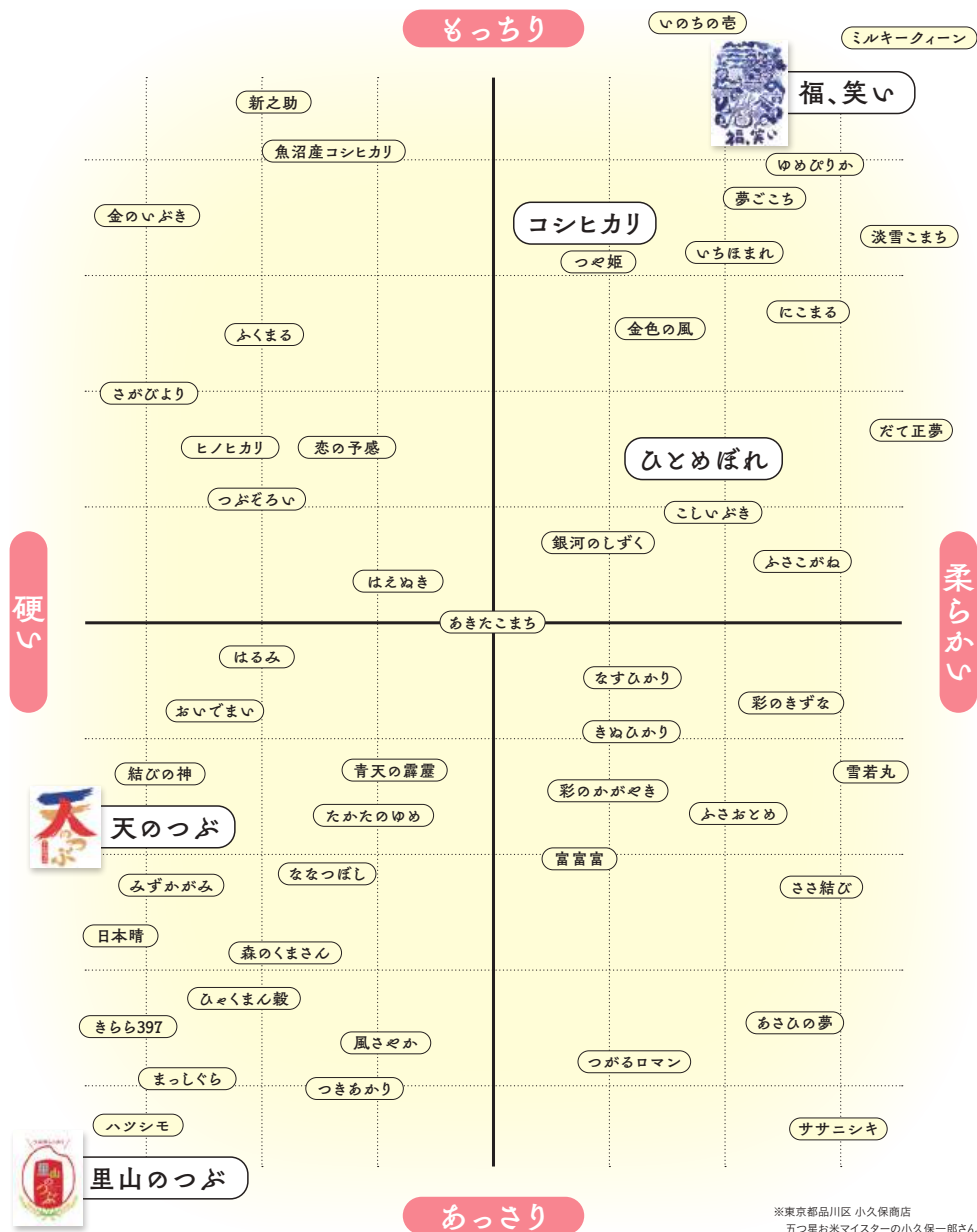 もっちり
いのちの壱
ミルキークィーン
福、笑い
福、笑い
新之助
魚沼産コシヒカリ
ゆめぴりか
夢ごこち
金のいぶき
コシヒカリ
淡雪こまち
いちほまれ
つや姫
にこまる
金色の風
ふくまる
さがびより
だて正夢
ヒノヒカリ
恋の予感
ひとめぼれ
つぶぞろい
こしいぶき
銀河のしずく
ふさこがね
はえぬき
硬い
柔らかい
あきたこまち
はるみ
なすひかり
彩のきずな
おいでまい
きぬひかり
結びの神
青天の霹靂
雪若丸
彩のかがやき
天のつぶ
天のつぶ
たかたのゆめ
ふさおとめ
富富富
ななつぼし
みずかがみ
ささ結び
日本晴
森のくまさん
ひゃくまん穀
きらら397
あさひの夢
風さやか
つがるロマン
まっしぐら
つきあかり
ハツシモ
ササニシキ
里山のつぶ
里山のつぶ
あっさり
※東京都品川区 小久保商店
五つ星お米マイスターの小久保一郎さん